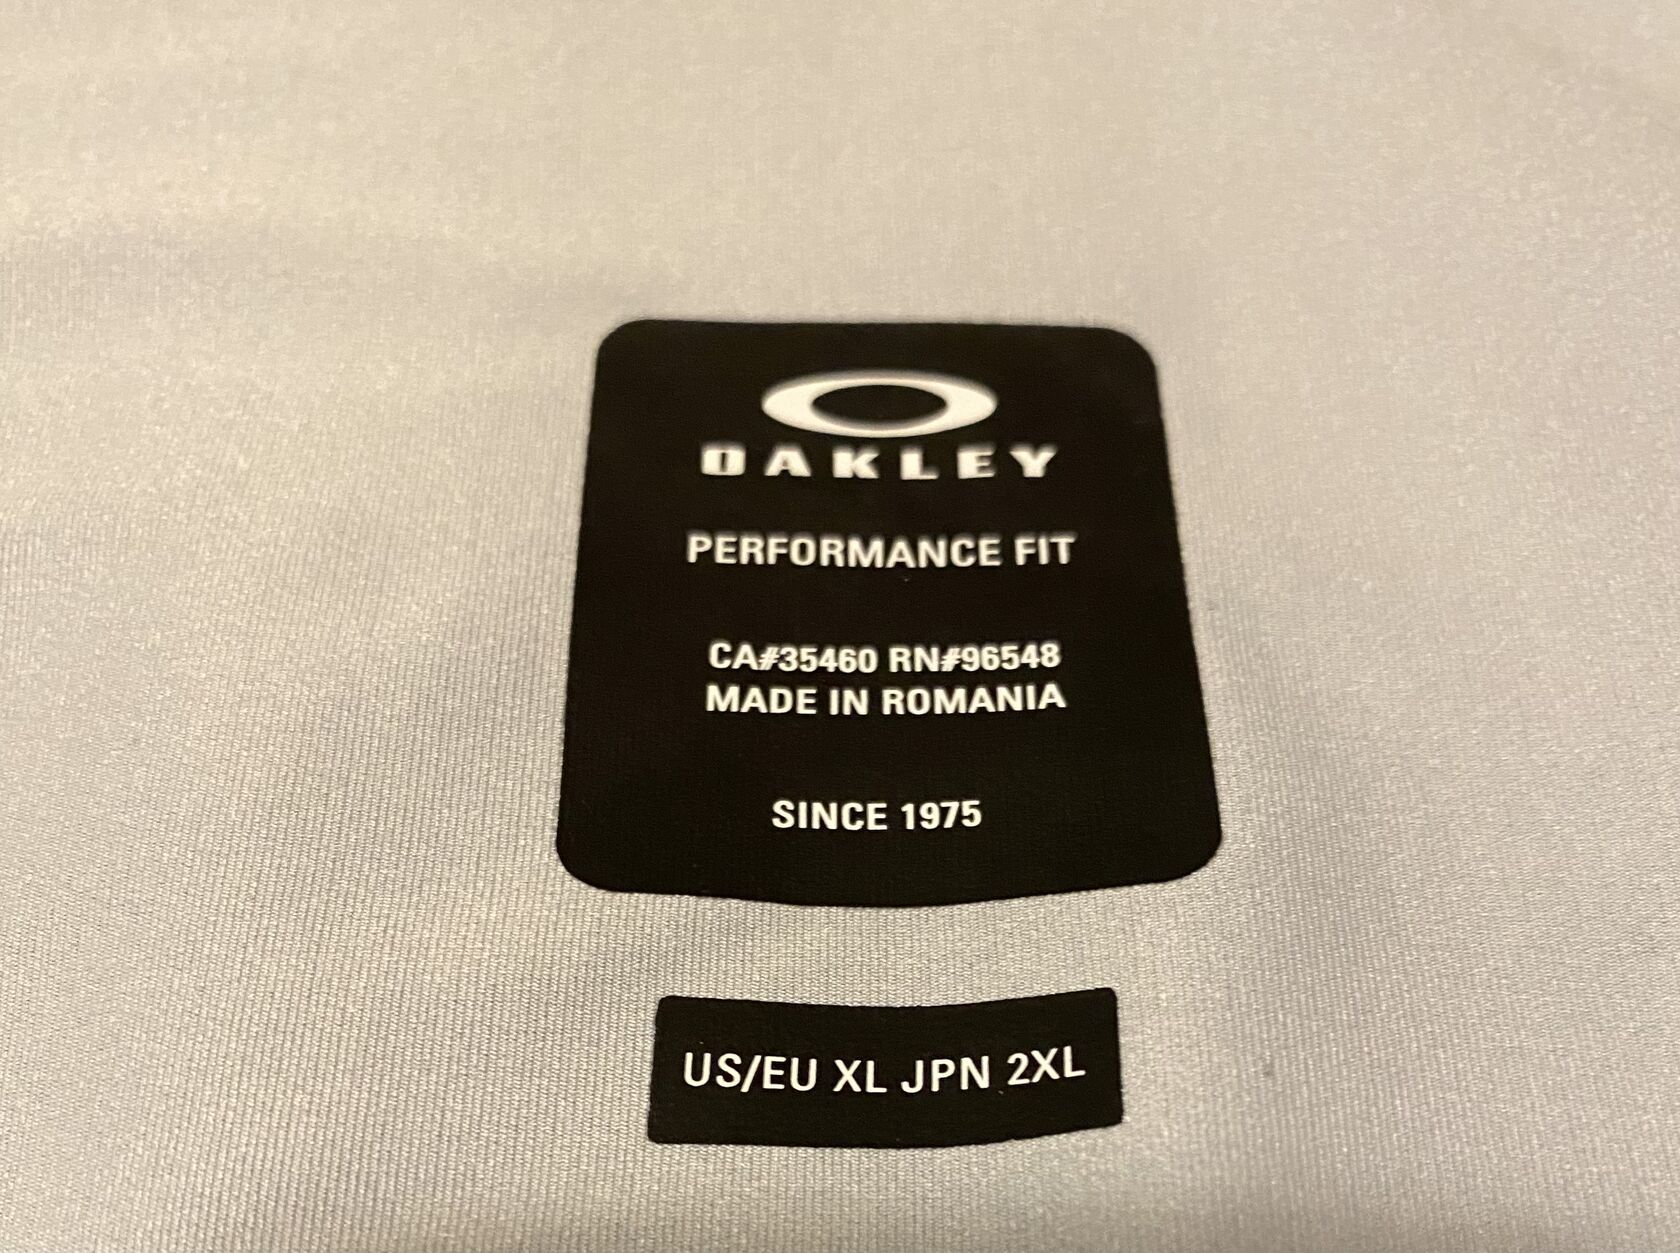 OAKLEY
PERFORMANCE FIT
CA#35460 RN#96548
MADE IN ROMANIA
SINCE 1975
US/EU XL JPN 2XL